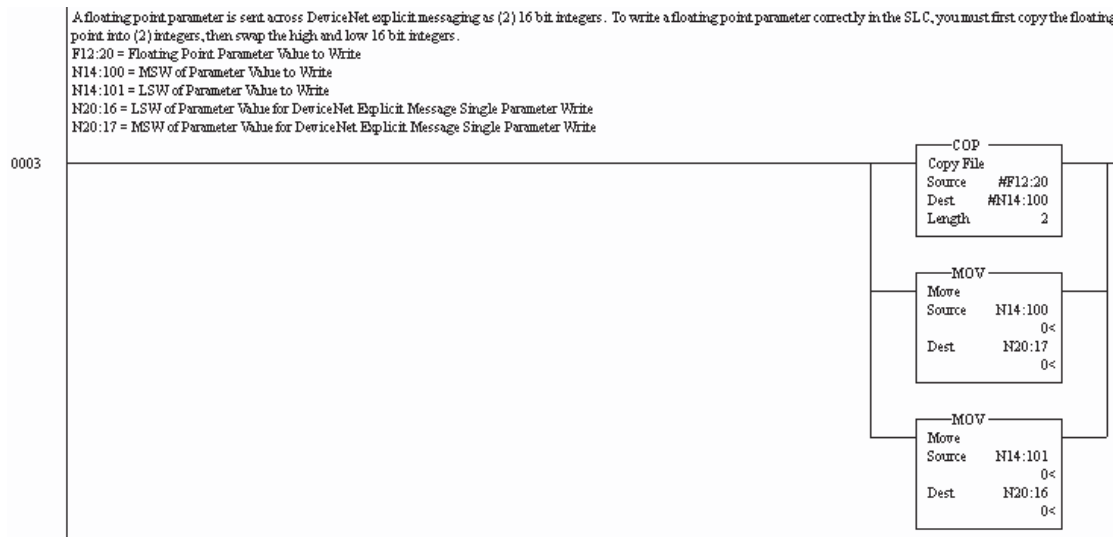 A floating point parameter is sent across DeviceNet explicit messaging as (2) 16 bit integers. To write a floating point parameter correctly in the SLC, you must first copy the floating
point into (2) integers, then swap the high and low 16 bit integers.
F12:20 = Floating Point Parameter Value to Write
N14:100 = MSW of Parameter Value to Write
N14:101 = LSW of Parameter Value to Write
N20:16 = LSW of Parameter Value for DeviceNet Explicit Message Single Parameter Write
N20:17 = MSW of Parameter Value for DeviceNet Explicit Message Single Parameter Write
0003
COP
Copy File
Source #F12:20
Dest #N14:100
Length 2
MOV
Move
Source N14:100
0<
Dest N20:17
0<
MOV
Move
Source N14:101
0<
Dest N20:16
0<